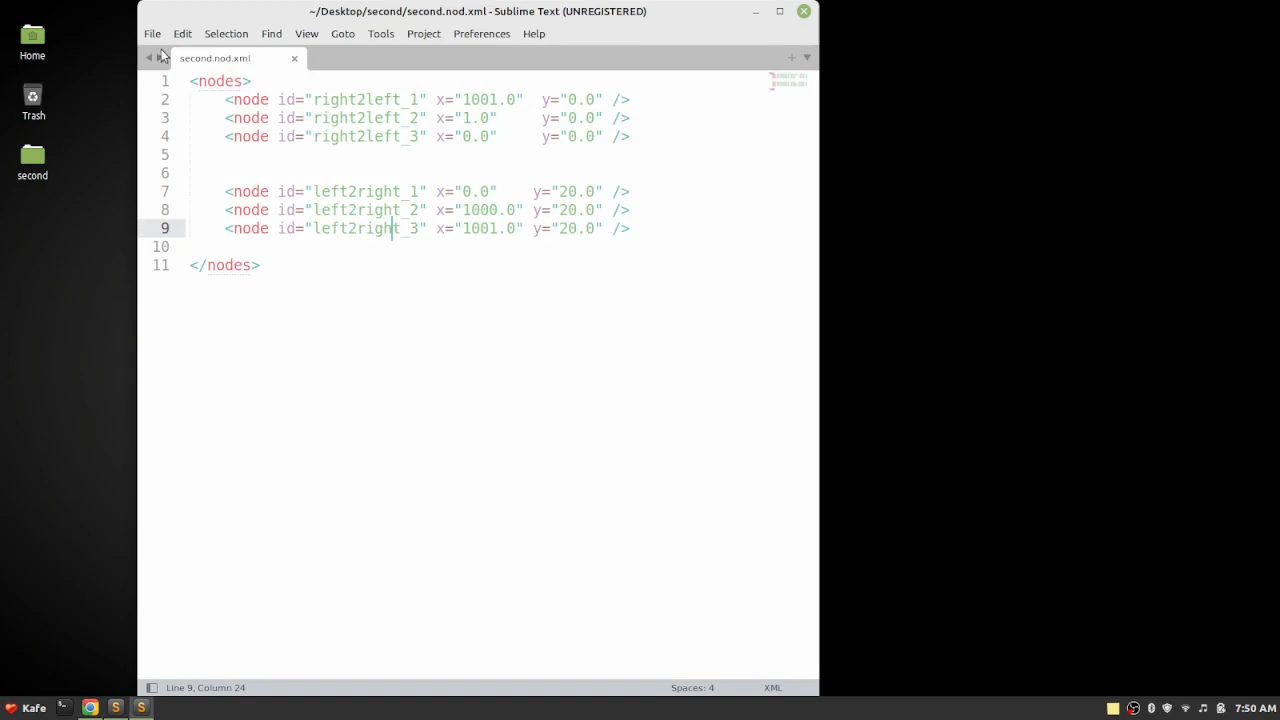 ~/Desktop/second/second.nod.xml - Sublime Text (UNREGISTERED)
Home
Trash
second
File Edit Selection Find View Goto Tools Project Preferences Help
second.nod.xml
1 <nodes>
2 <node id="right2left_1" x="1001.0" y="0.0" />
3 <node id="right2left_2" x="1.0" y="0.0" />
4 <node id="right2left_3" x="0.0" y="0.0" />
5
6
7 <node id="left2right_1" x="0.0" y="20.0" />
8 <node id="left2right_2" x="1000.0" y="20.0" />
9 <node id="left2right_3" x="1001.0" y="20.0" />
10
11 </nodes>
Line 9, Column 24 Spaces: 4 XML
Kafe 7:50 AM